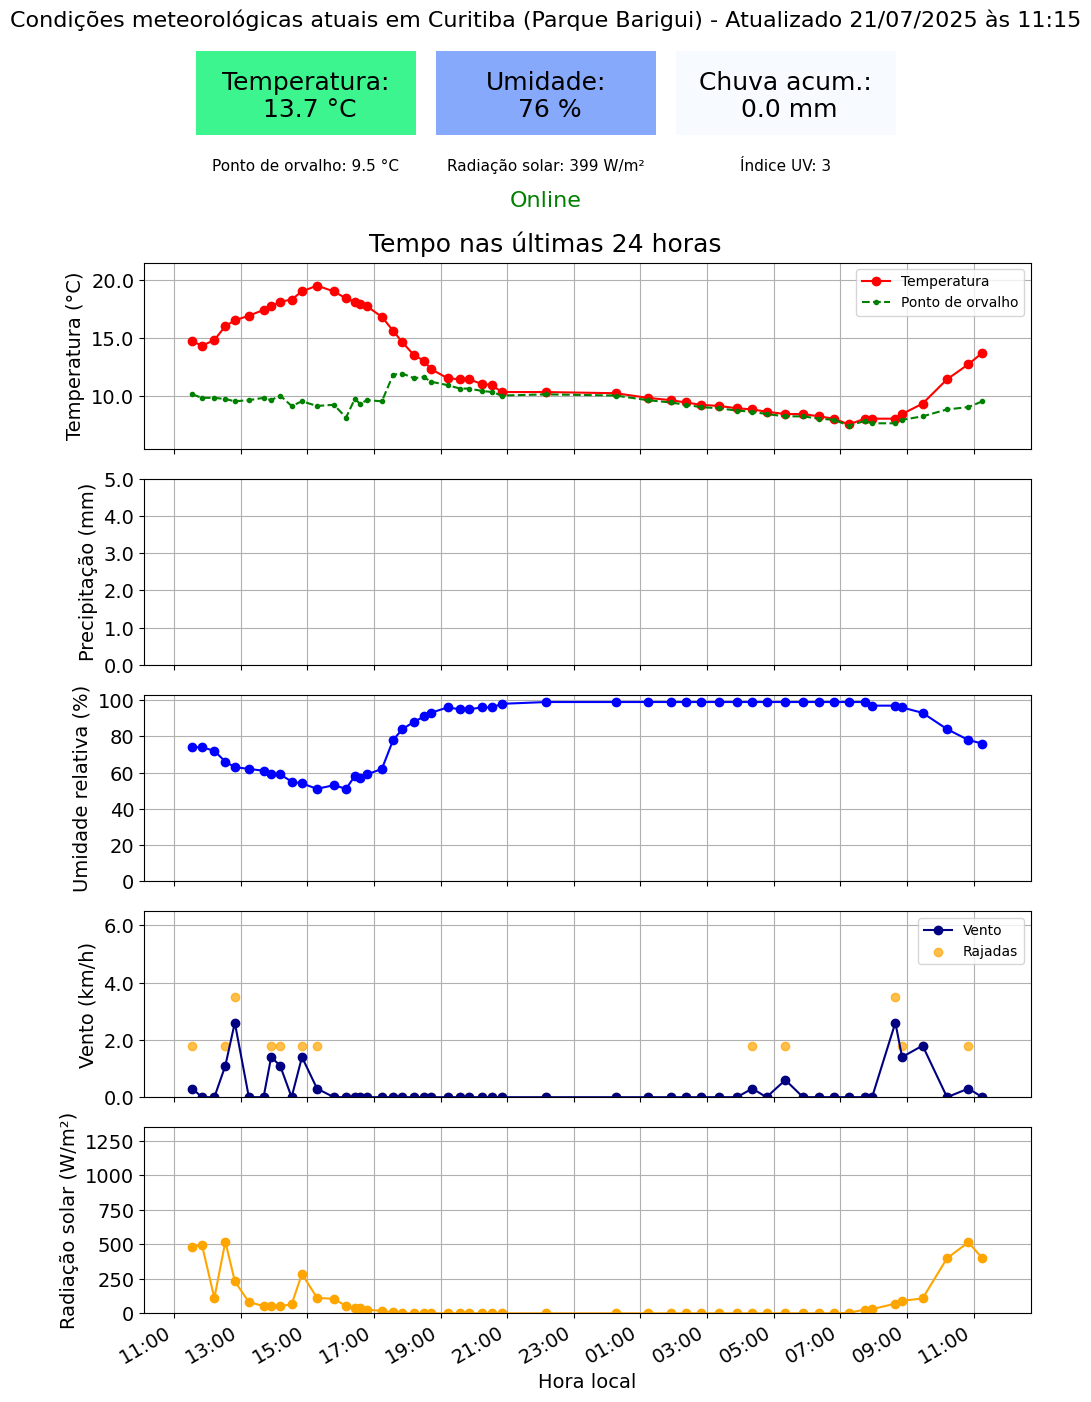 Condições meteorológicas atuais em Curitiba (Parque Barigui) - Atualizado 21/07/2025 às 11:15
Temperatura:
13.7 °C
Umidade:
76 %
Chuva acum.:
0.0 mm
Ponto de orvalho: 9.5 °C
Radiação solar: 399 W/m²
Índice UV: 3
Online
Tempo nas últimas 24 horas
Temperatura (°C)
20.0
15.0
10.0
Temperatura
Ponto de orvalho
Precipitação (mm)
5.0
4.0
3.0
2.0
1.0
0.0
Umidade relativa (%)
100
80
60
40
20
0
Vento (km/h)
6.0
4.0
2.0
0.0
Vento
Rajadas
Radiação solar (W/m²)
1250
1000
750
500
250
0
11:00
13:00
15:00
17:00
19:00
21:00
23:00
01:00
03:00
05:00
07:00
09:00
11:00
Hora local